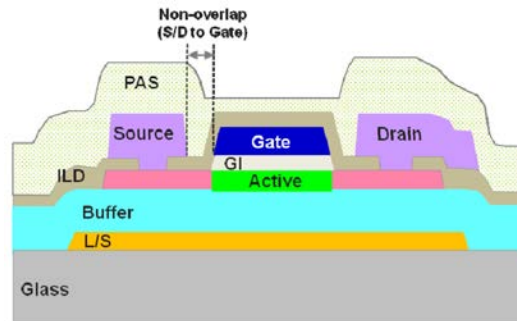 Non-overlap
(S/D to Gate)
PAS
Source
Gate
Drain
GI
ILD
Active
Buffer
L/S
Glass